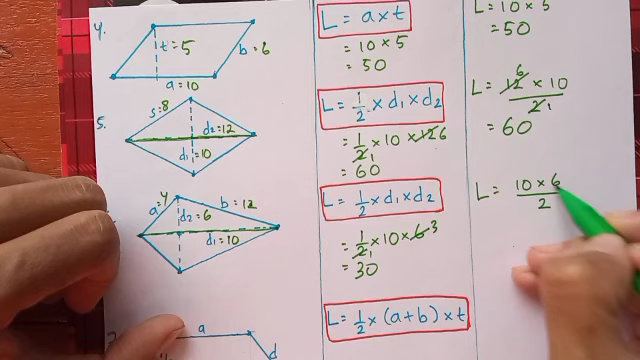 4.
t = 5
b = 6
a = 10
L = a x t
= 10 x 5
= 50
L = 10 x 5
= 50
5.
s = 8
d2 = 12
d1 = 10
L = 1/2 x d1 x d2
= 1/2 x 10 x 12 6
1
= 60
L = 12 x 10
6
2 1
= 60
a = 4
b = 12
d2 = 6
d1 = 10
L = 1/2 x d1 x d2
= 1/2 x 10 x 6 3
1
= 30
L = 10 x 6
2
a
d
L = 1/2 x (a+b) x t